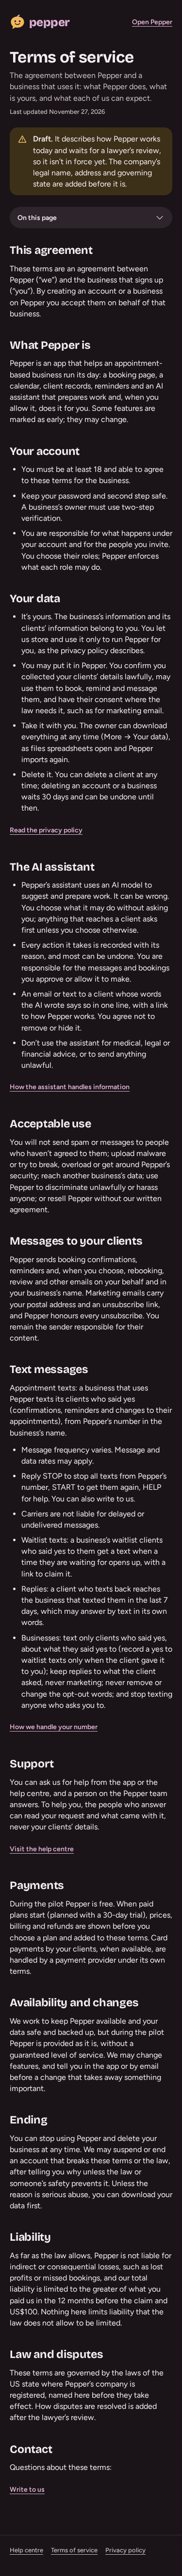 pepper
Open Pepper
Terms of service
The agreement between Pepper and a
business that uses it: what Pepper does, what
is yours, and what each of us can expect.
Last updated November 27, 2026
Draft. It describes how Pepper works
today and waits for a lawyer's review,
so it isn't in force yet. The company's
legal name, address and governing
state are added before it is.
On this page
This agreement
These terms are an agreement between
Pepper ("we") and the business that signs up
("you"). By creating an account or a business
on Pepper you accept them on behalf of that
business.
What Pepper is
Pepper is an app that helps an appointment-
based business run its day: a booking page, a
calendar, client records, reminders and an AI
assistant that prepares work and, when you
allow it, does it for you. Some features are
marked as early; they may change.
Your account
• You must be at least 18 and able to agree
to these terms for the business.
• Keep your password and second step safe.
A business's owner must use two-step
verification.
• You are responsible for what happens under
your account and for the people you invite.
You choose their roles; Pepper enforces
what each role may do.
Your data
• It's yours. The business's information and its
clients' information belong to you. We
store and use it only to run Pepper for
you, as the privacy policy describes.
• You may put it in Pepper. You confirm you
collected your clients' details lawfully, may
use them to book, remind and message
them, and have their consent where the
law needs it, such as for marketing email.
• Take it with you. The owner can download
everything at any time (More → Your data),
as files spreadsheets open and Pepper
imports again.
• Delete it. You can delete a client at any
time; deleting an account or a business
waits 30 days and can be undone until
then.
Read the privacy policy
The AI assistant
• Pepper's assistant uses an AI model to
suggest and prepare work. It can be wrong.
You choose what it may do without asking
you; anything that reaches a client asks
first unless you choose otherwise.
• Every action it takes is recorded with its
reason, and most can be undone. You are
responsible for the messages and bookings
you approve or allow it to make.
• An email or text to a client whose words
the AI wrote says so in one line, with a link
to how Pepper works. You agree not to
remove or hide it.
• Don't use the assistant for medical, legal or
financial advice, or to send anything
unlawful.
How the assistant handles information
Acceptable use
You will not send spam or messages to people
who haven't agreed to them; upload malware
or try to break, overload or get around Pepper's
security; reach another business's data; use
Pepper to discriminate unlawfully or harass
anyone; or resell Pepper without our written
agreement.
Messages to your clients
Pepper sends booking confirmations,
reminders and, when you choose, rebooking,
review and other emails on your behalf and in
your business's name. Marketing emails carry
your postal address and an unsubscribe link,
and Pepper honours every unsubscribe. You
remain the sender responsible for their
content.
Text messages
Appointment texts: a business that uses
Pepper texts its clients who said yes
(confirmations, reminders and changes to their
appointments), from Pepper's number in the
business's name.
• Message frequency varies. Message and
data rates may apply.
• Reply STOP to stop all texts from Pepper's
number, START to get them again, HELP
for help. You can also write to us.
• Carriers are not liable for delayed or
undelivered messages.
• Waitlist texts: a business's waitlist clients
who said yes to them get a text when a
time they are waiting for opens up, with a
link to claim it.
• Replies: a client who texts back reaches
the business that texted them in the last 7
days, which may answer by text in its own
words.
• Businesses: text only clients who said yes,
about what they said yes to (record a yes to
waitlist texts only when the client gave it
to you); keep replies to what the client
asked, never marketing; never remove or
change the opt-out words; and stop texting
anyone who asks you to.
How we handle your number
Support
You can ask us for help from the app or the
help centre, and a person on the Pepper team
answers. To help you, the people who answer
can read your request and what came with it,
never your clients' details.
Visit the help centre
Payments
During the pilot Pepper is free. When paid
plans start (planned with a 30-day trial), prices,
billing and refunds are shown before you
choose a plan and added to these terms. Card
payments by your clients, when available, are
handled by a payment provider under its own
terms.
Availability and changes
We work to keep Pepper available and your
data safe and backed up, but during the pilot
Pepper is provided as it is, without a
guaranteed level of service. We may change
features, and tell you in the app or by email
before a change that takes away something
important.
Ending
You can stop using Pepper and delete your
business at any time. We may suspend or end
an account that breaks these terms or the law,
after telling you why unless the law or
someone's safety prevents it. Unless the
reason is serious abuse, you can download your
data first.
Liability
As far as the law allows, Pepper is not liable for
indirect or consequential losses, such as lost
profits or missed bookings, and our total
liability is limited to the greater of what you
paid us in the 12 months before the claim and
US$100. Nothing here limits liability that the
law does not allow to be limited.
Law and disputes
These terms are governed by the laws of the
US state where Pepper's company is
registered, named here before they take
effect. How disputes are resolved is added
after the lawyer's review.
Contact
Questions about these terms:
Write to us
Help centre Terms of service Privacy policy